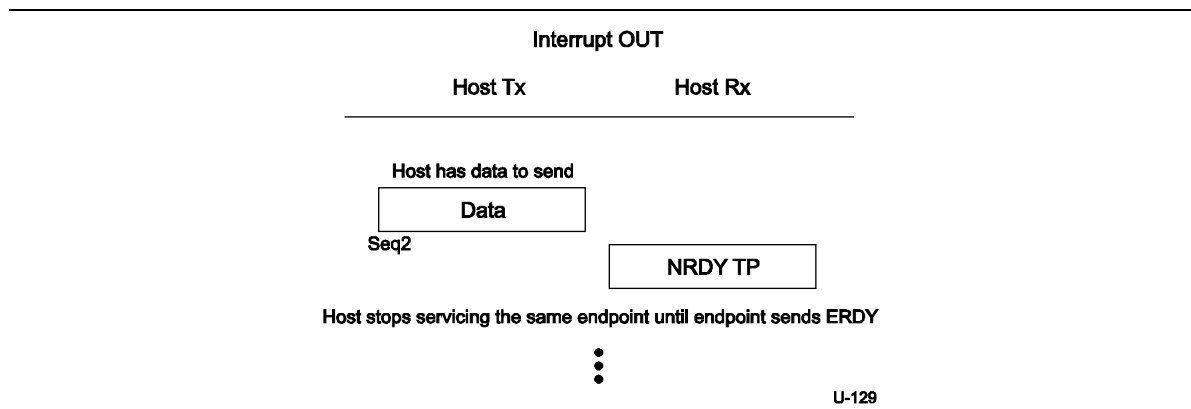 Interrupt OUT
Host Tx Host Rx
Host has data to send
Data
Seq2
NRDY TP
Host stops servicing the same endpoint until endpoint sends ERDY
U-129